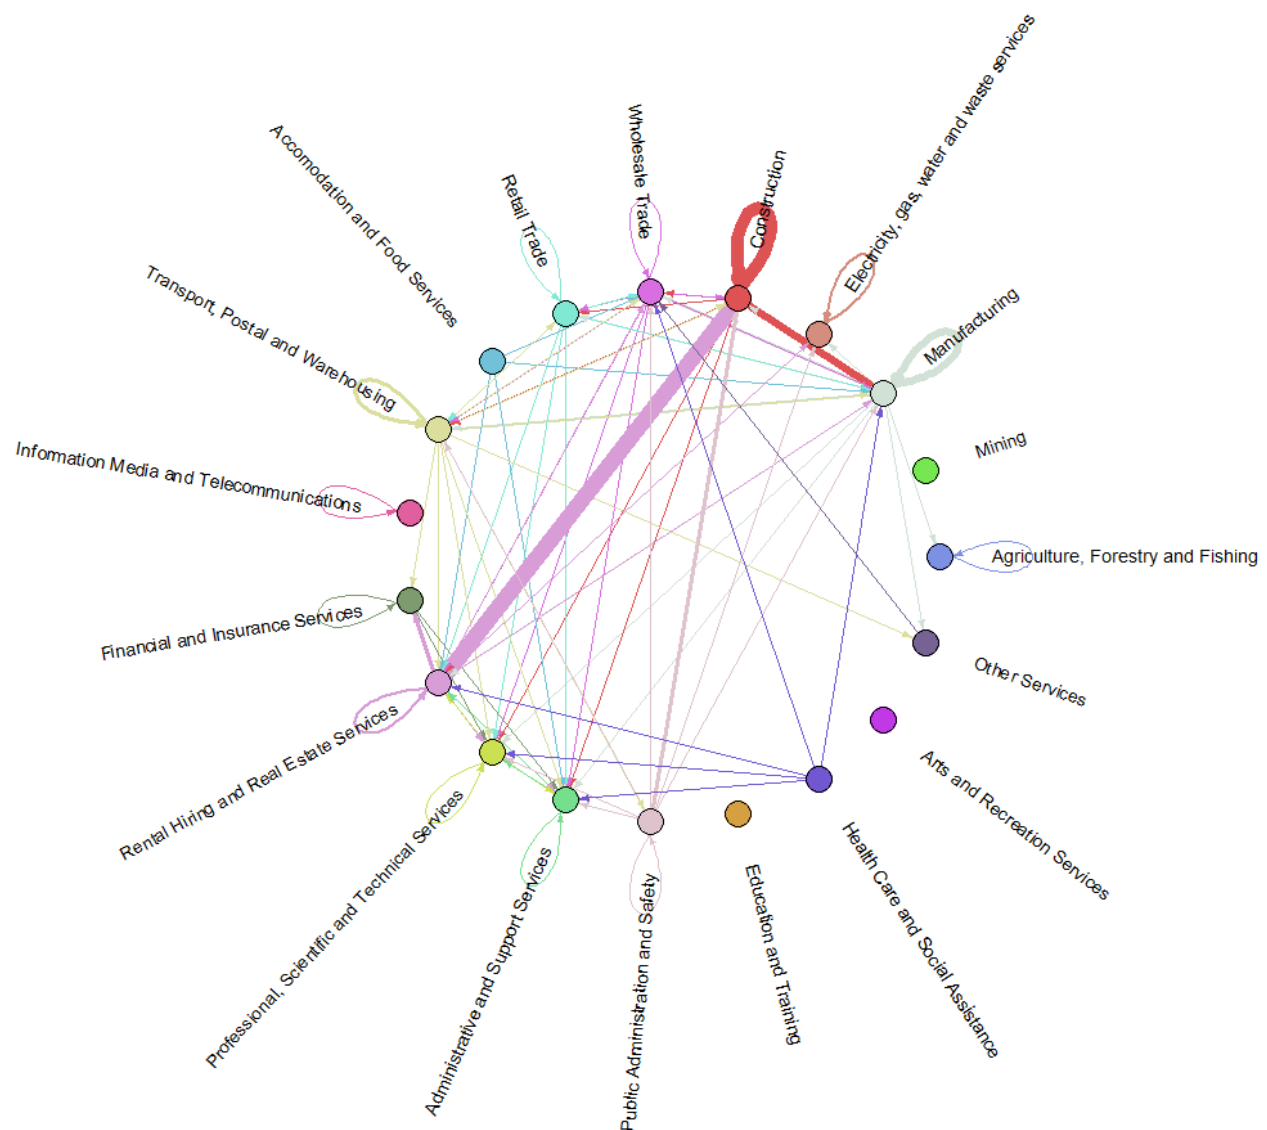 Electricity, gas, water and waste services
Construction
Wholesale Trade
Retail Trade
Accomodation and Food Services
Transport, Postal and Warehousing
Information Media and Telecommunications
Financial and Insurance Services
Rental Hiring and Real Estate Services
Professional, Scientific and Technical Services
Administrative and Support Services
Public Administration and Safety
Education and Training
Health Care and Social Assistance
Arts and Recreation Services
Other Services
Agriculture, Forestry and Fishing
Mining
Manufacturing